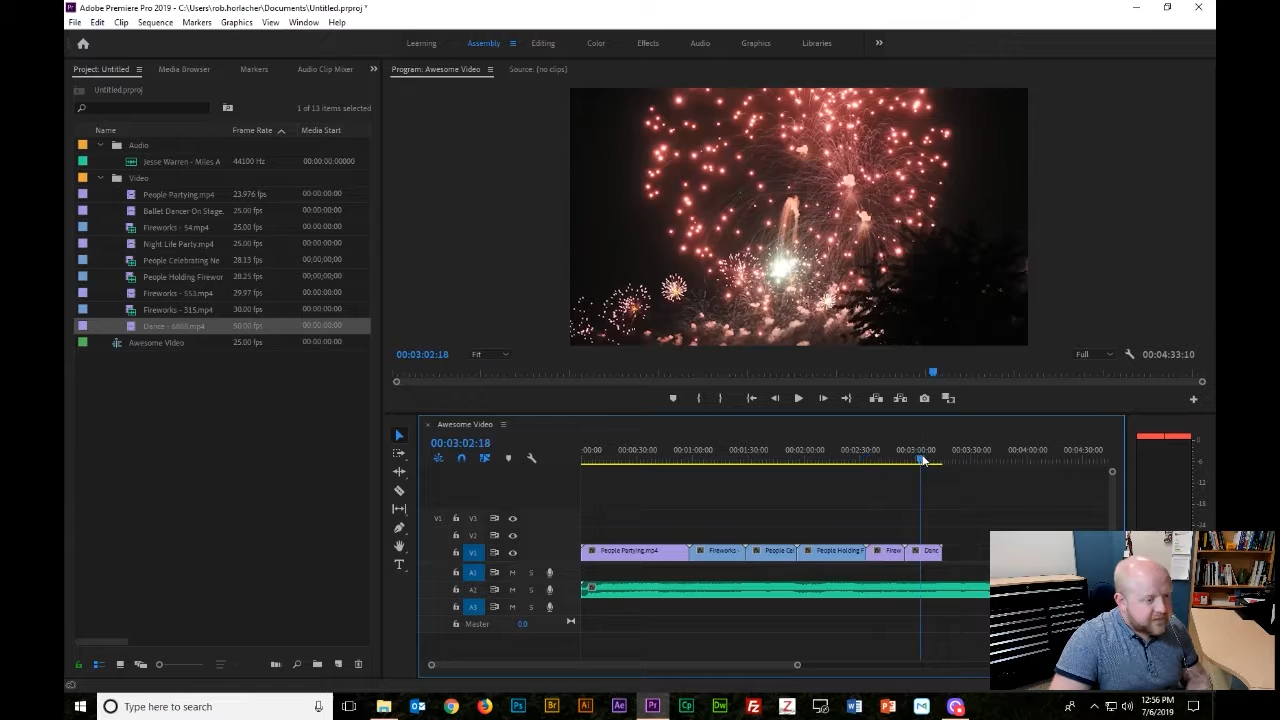 Adobe Premiere Pro 2019 - C:\Users\rob.horlacher\Documents\Untitled.prproj *
File Edit Clip Sequence Markers Graphics View Window Help
Learning Assembly Editing Color Effects Audio Graphics Libraries
Project: Untitled Media Browser Markers Audio Clip Mixer
Program: Awesome Video Source: (no clips)
Untitled.prproj
1 of 13 items selected
Name Frame Rate Media Start
Audio
Jesse Warren - Miles A 44100 Hz 00:00:00:00000
Video
People Partying.mp4 23.976 fps 00:00:00:00
Ballet Dancer On Stage. 25.00 fps 00:00:00:00
Fireworks - 54.mp4 25.00 fps 00:00:00:00
Night Life Party.mp4 25.00 fps 00:00:00:00
People Celebrating Ne 28.13 fps 00;00;00;00
People Holding Firewor 28.25 fps 00;00;00;00
Fireworks - 553.mp4 29.97 fps 00:00:00:00
Fireworks - 315.mp4 30.00 fps 00:00:00:00
Dance - 6868.mp4 50.00 fps 00:00:00:00
Awesome Video 25.00 fps 00:00:00:00
00:03:02:18 Fit Full 00:04:33:10
Awesome Video
00:03:02:18
:00:00 00:00:30:00 00:01:00:00 00:01:30:00 00:02:00:00 00:02:30:00 00:03:00:00 00:03:30:00 00:04:00:00 00:04:30:00
V1 V3
V2
V1 People Partying.mp4 Fireworks - People Cel People Holding F Firew Danc
A1 M S
A2 M S
A3 M S
Master 0.0
0
-6
-12
-18
-24
Type here to search
12:56 PM
7/6/2019